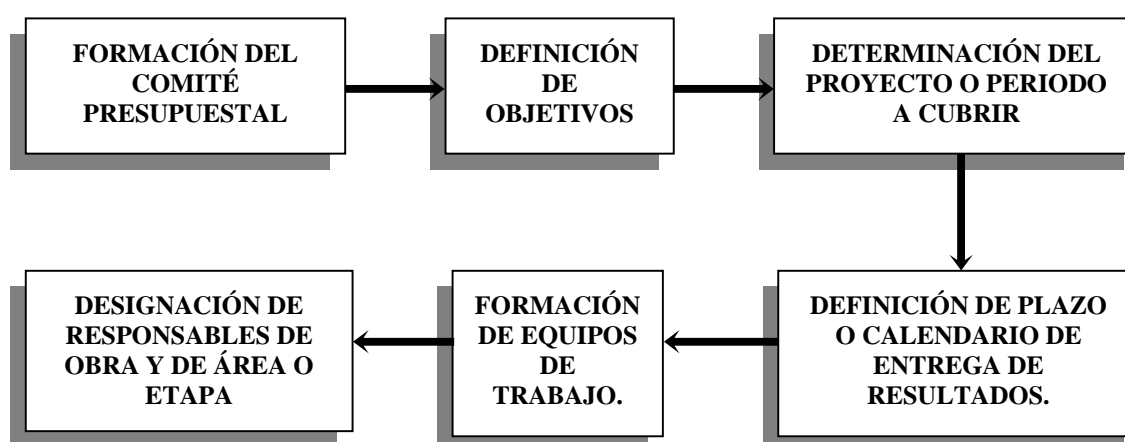 FORMACIÓN DEL
COMITÉ
PRESUPUESTAL
DEFINICIÓN
DE
OBJETIVOS
DETERMINACIÓN DEL
PROYECTO O PERIODO
A CUBRIR
DEFINICIÓN DE PLAZO
O CALENDARIO DE
ENTREGA DE
RESULTADOS.
FORMACIÓN
DE EQUIPOS
DE
TRABAJO.
DESIGNACIÓN DE
RESPONSABLES DE
OBRA Y DE ÁREA O
ETAPA